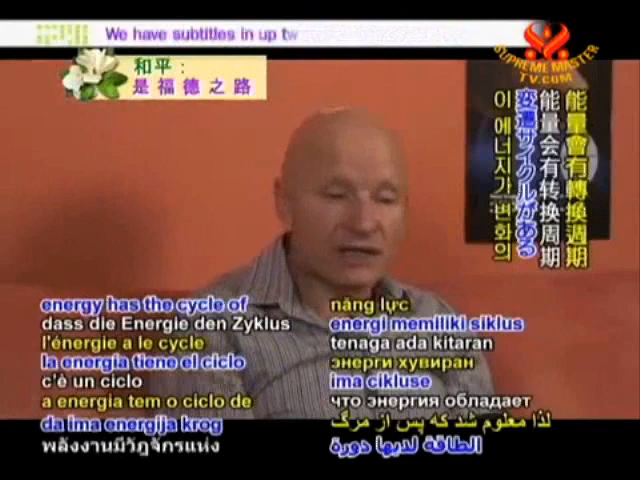 We have subtitles in up tw
SUPREME MASTER
TV.COM
和平：
是福德之路
能量會有轉換週期
能量会有转换周期
変遷サイクルがある
이 에너지가 변화의
energy has the cycle of
dass die Energie den Zyklus
l'énergie a le cycle
la energia tiene el ciclo
c'è un ciclo
a energia tem o ciclo de
da ima energija krog
พลังงานมีวัฏจักรแห่ง
năng lực
energi memiliki siklus
tenaga ada kitaran
энерги хувиран
ima cikluse
что энергия обладает
لذا معلوم شد که پس از مرگ
الطاقة لديها دورة